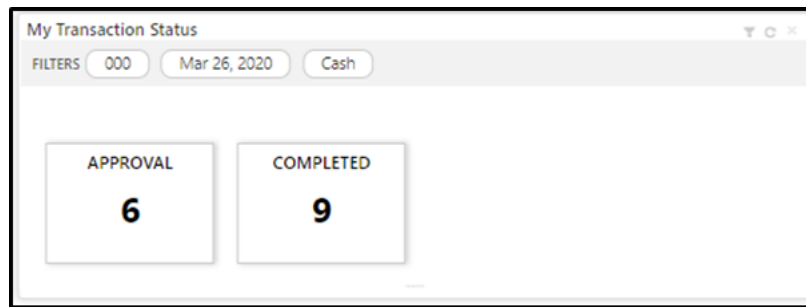 My Transaction Status
FILTERS 000 Mar 26, 2020 Cash
APPROVAL COMPLETED
6 9